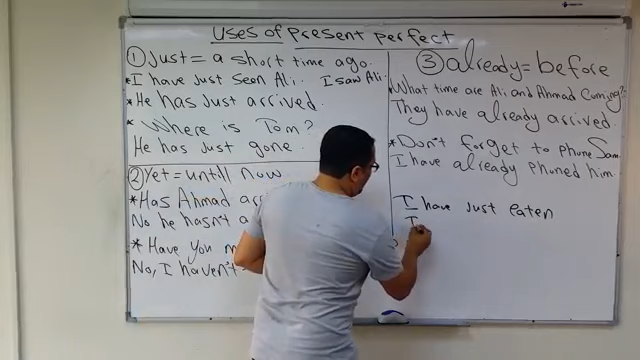 Uses of present perfect
① Just = a short time ago.
* I have just seen Ali. I saw Ali.
* He has just arrived.
* Where is Tom?
He has just gone.
② Yet = untill now
* Has Ahmad
No he hasn't
* Have you
No, I haven't
③ already = before
What time are Ali and Ahmad Coming?
They have already arrived.
* Don't forget to phone Sam.
I have already phoned him.
I have just eaten
I